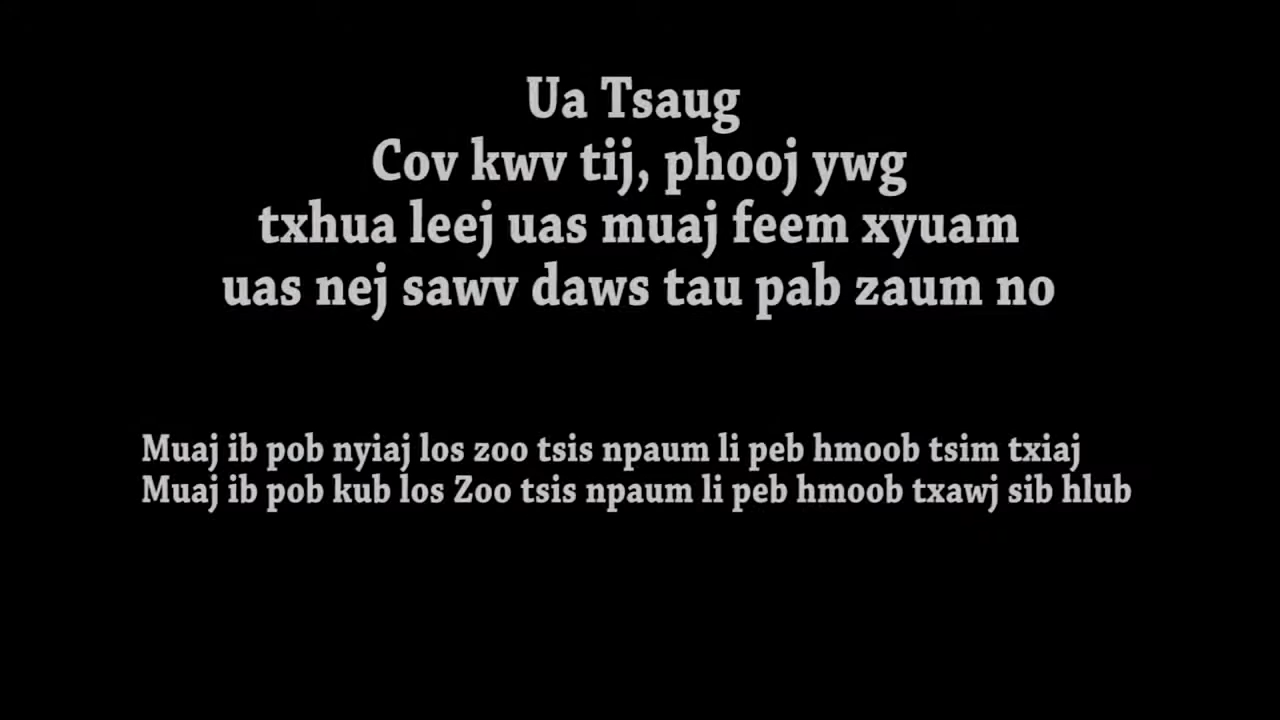 Ua Tsaug
Cov kwv tij, phooj ywg
txhua leej uas muaj feem xyuam
uas nej sawv daws tau pab zaum no
Muaj ib pob nyiaj los zoo tsis npaum li peb hmoob tsim txiaj
Muaj ib pob kub los Zoo tsis npaum li peb hmoob txawj sib hlub